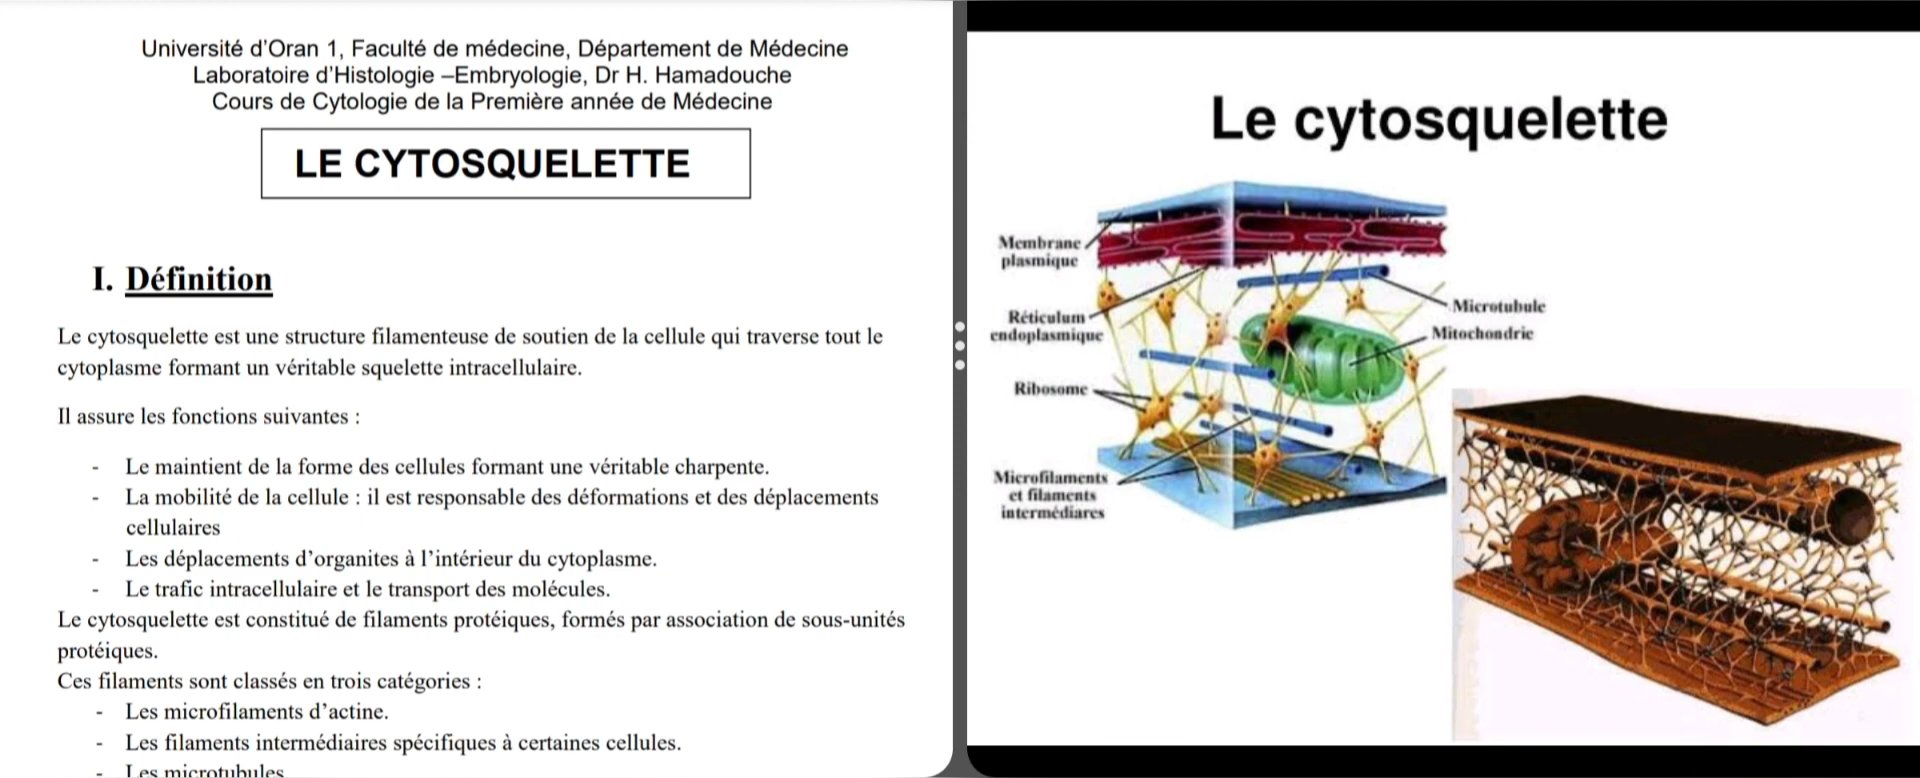 Université d'Oran 1, Faculté de médecine, Département de Médecine
Laboratoire d'Histologie –Embryologie, Dr H. Hamadouche
Cours de Cytologie de la Première année de Médecine
LE CYTOSQUELETTE
I. Définition
Le cytosquelette est une structure filamenteuse de soutien de la cellule qui traverse tout le
cytoplasme formant un véritable squelette intracellulaire.
Il assure les fonctions suivantes :
- Le maintient de la forme des cellules formant une véritable charpente.
- La mobilité de la cellule : il est responsable des déformations et des déplacements
cellulaires
- Les déplacements d'organites à l'intérieur du cytoplasme.
- Le trafic intracellulaire et le transport des molécules.
Le cytosquelette est constitué de filaments protéiques, formés par association de sous-unités
protéiques.
Ces filaments sont classés en trois catégories :
- Les microfilaments d'actine.
- Les filaments intermédiaires spécifiques à certaines cellules.
- Les microtubules
Le cytosquelette
Membrane
plasmique
Réticulum
endoplasmique
Ribosome
Microfilaments
et filaments
intermédiares
Microtubule
Mitochondrie